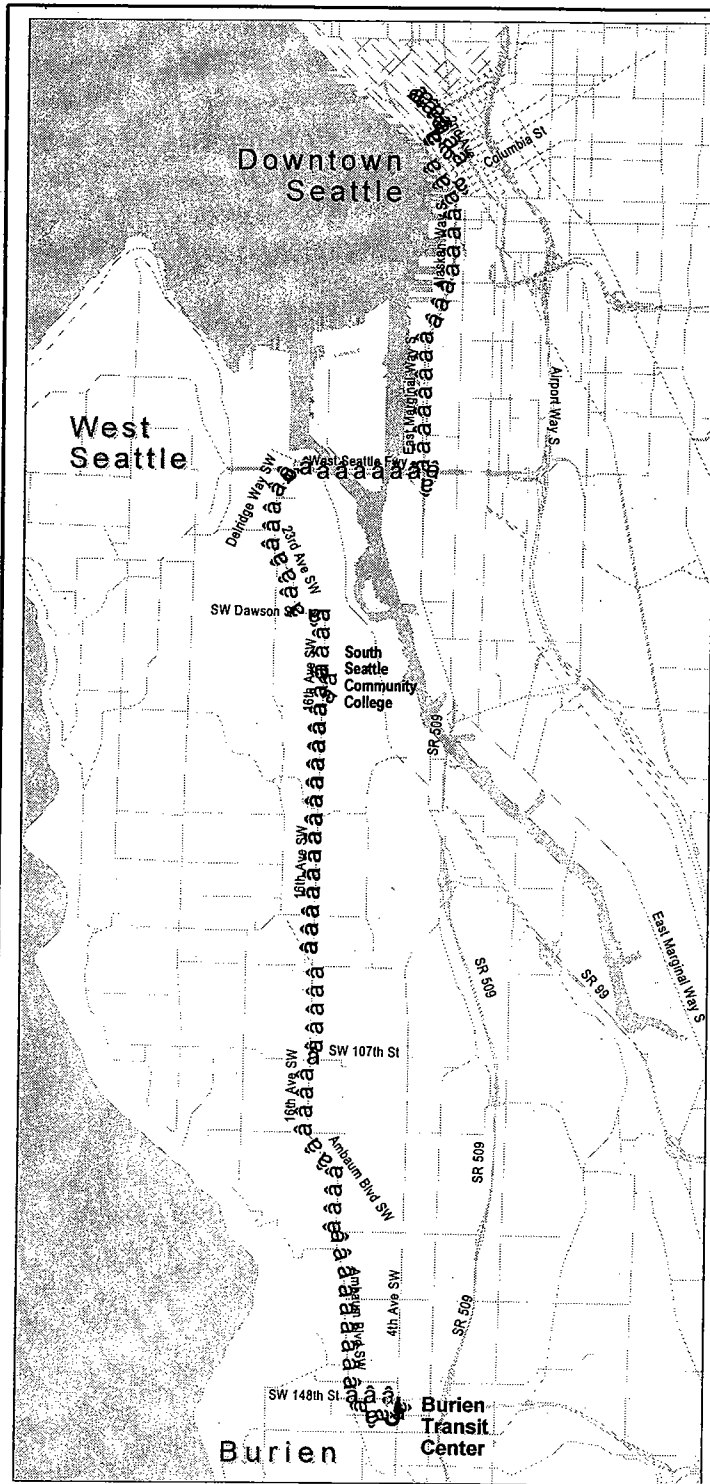 Downtown
Seattle
Columbia St
Alaskan Way S
East Marginal Way S
Airport Way S
West
Seattle
West Seattle Fwy
Delridge Way SW
23rd Ave SW
SW Dawson
16th Ave SW
South
Seattle
Community
College
SR 509
16th Ave SW
SR 509
SR 99
East Marginal Way S
SW 107th St
16th Ave SW
Ambaum Blvd SW
SR 509
Ambaum Blvd SW
4th Ave SW
SR 509
SW 148th St
Burien
Transit
Center
Burien